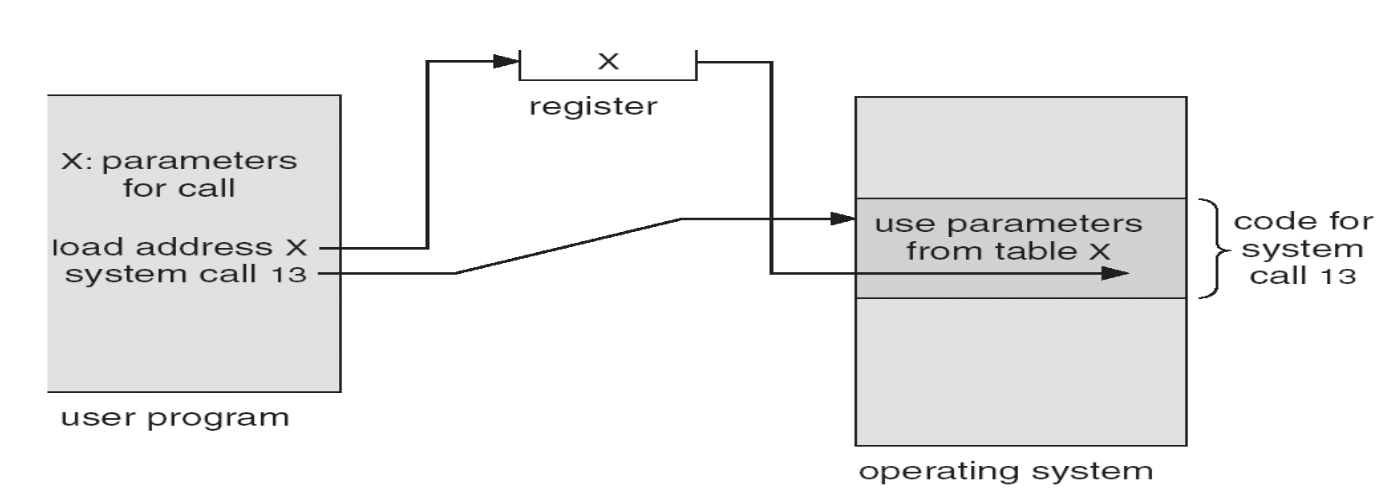 X
register
X: parameters
for call
load address X
system call 13
use parameters
from table X
code for
system
call 13
user program
operating system